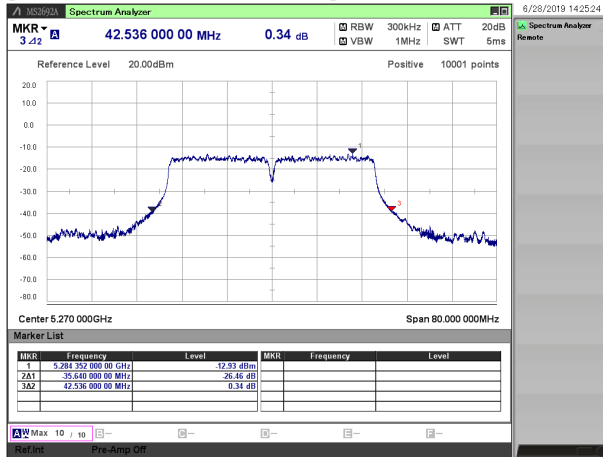 MS2692A Spectrum Analyzer
6/28/2019 14:25:24
MKR 3Δ2 A 42.536 000 00 MHz 0.34 dB
M RBW 300kHz M ATT 20dB
M VBW 1MHz SWT 5ms
Spectrum Analyzer
Remote
Reference Level 20.00dBm Positive 10001 points
20.0
10.0
0.0
-10.0
-20.0
-30.0
-40.0
-50.0
-60.0
-70.0
-80.0
1
2
3
Center 5.270 000GHz Span 80.000 000MHz
Marker List
MKR Frequency Level MKR Frequency Level
1 5.284 352 000 00 GHz -12.93 dBm
2Δ1 -35.640 000 00 MHz -26.46 dB
3Δ2 42.536 000 00 MHz 0.34 dB
A W Max 10 / 10 B-- C-- D-- E-- F--
Ref.Int Pre-Amp Off